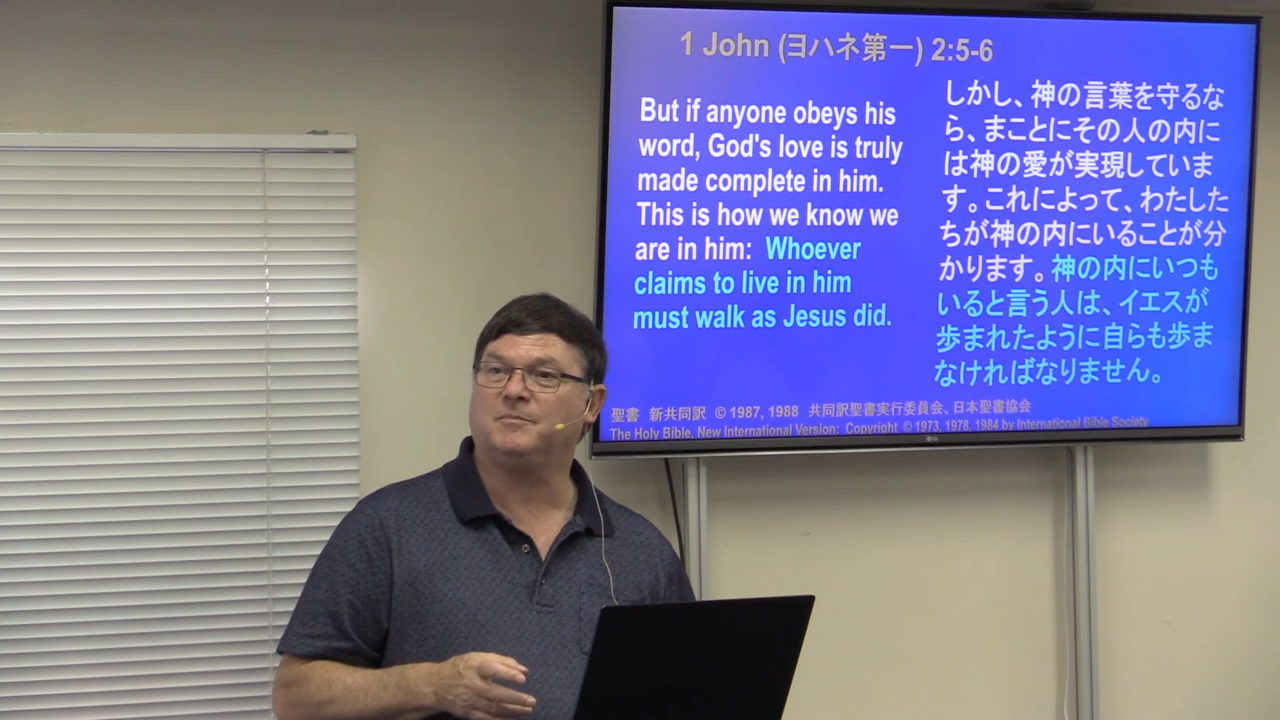 1 John (ヨハネ第一) 2:5-6
But if anyone obeys his
word, God's love is truly
made complete in him.
This is how we know we
are in him: Whoever
claims to live in him
must walk as Jesus did.
しかし、神の言葉を守るな
ら、まことにその人の内に
は神の愛が実現していま
す。これによって、わたした
ちが神の内にいることが分
かります。神の内にいつも
いると言う人は、イエスが
歩まれたように自らも歩ま
なければなりません。
聖書 新共同訳 © 1987, 1988 共同訳聖書実行委員会、日本聖書協会
The Holy Bible, New International Version: Copyright © 1973, 1978, 1984 by International Bible Society
LG